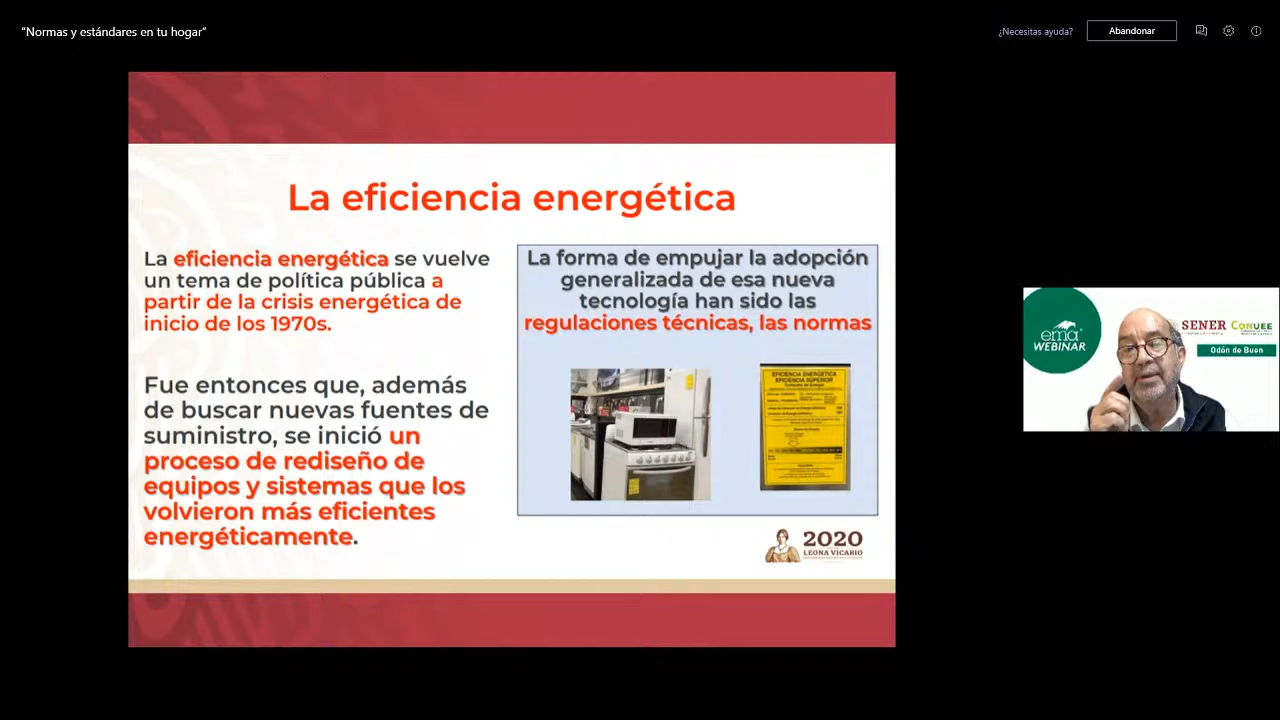 “Normas y estándares en tu hogar”
¿Necesitas ayuda?
Abandonar
La eficiencia energética
La eficiencia energética se vuelve
un tema de política pública a
partir de la crisis energética de
inicio de los 1970s.
Fue entonces que, además
de buscar nuevas fuentes de
suministro, se inició un
proceso de rediseño de
equipos y sistemas que los
volvieron más eficientes
energéticamente.
La forma de empujar la adopción
generalizada de esa nueva
tecnología han sido las
regulaciones técnicas, las normas
EFICIENCIA ENERGÉTICA
EFICIENCIA SUPERIOR
2020
LEONA VICARIO
ema
WEBINAR
SENER CONUEE
Odón de Buen